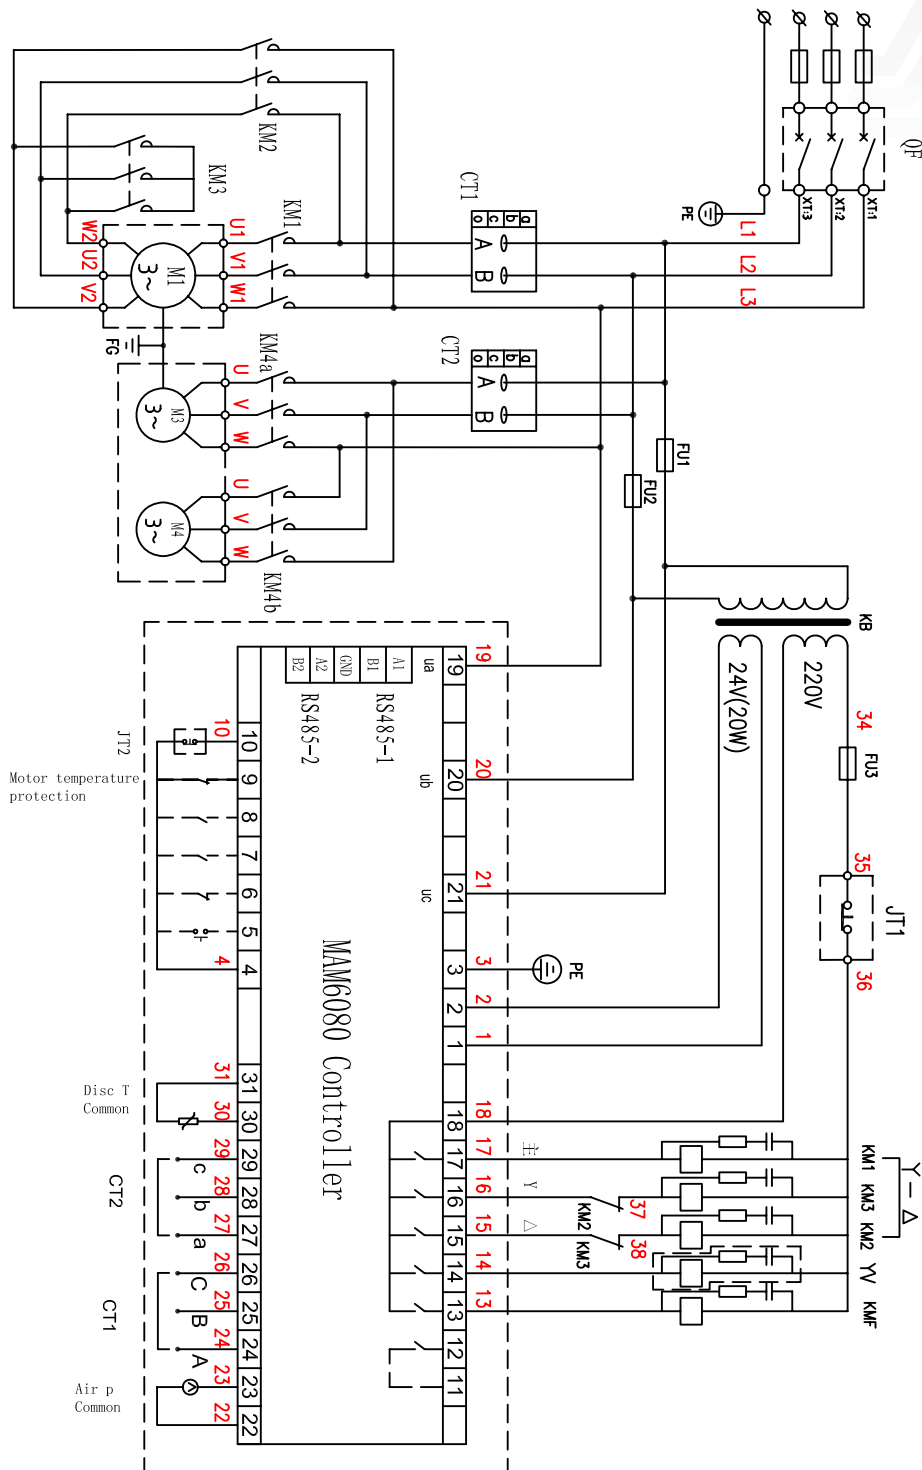 QF
XT:3
XT:2
XT:1
PE
L1
L2
L3
KM2
KM3
KM1
CT1
o
c
b
a
A
B
W2
U2
V2
M1
3~
U1
V1
W1
FG
KM4a
CT2
o
c
b
a
A
B
M3
3~
U
V
W
M4
3~
U
V
W
KM4b
FU1
FU2
KB
220V
24V(20W)
34
FU3
35
JT1
36
19
19
ua
20
20
ub
21
21
uc
3
3
PE
2
2
1
1
A1
B1
GND
A2
B2
RS485-1
RS485-2
MAM6080 Controller
JT2
Motor temperature
protection
10
10
9
8
7
6
5
4
4
Disc T
Common
31
31
30
30
CT2
29
29
c
28
28
b
27
27
a
CT1
26
26
C
25
25
B
24
24
A
Air p
Common
23
23
22
22
18
18
17
17
主
16
16
Y
15
15
△
14
14
13
13
12
11
37
KM2
38
KM3
KM1
KM3
KM2
YV
KMF
Y—△